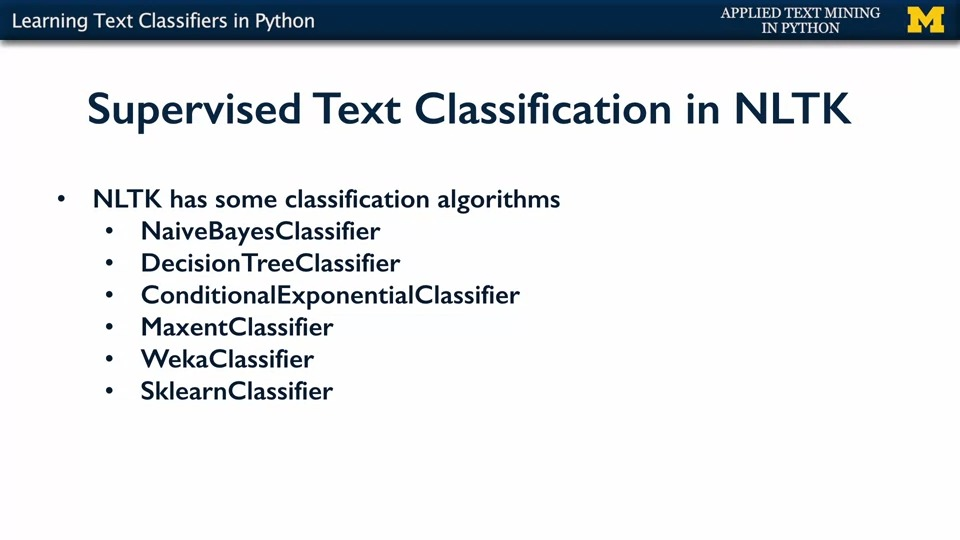 Learning Text Classifiers in Python
APPLIED TEXT MINING
IN PYTHON
M
Supervised Text Classification in NLTK
• NLTK has some classification algorithms
• NaiveBayesClassifier
• DecisionTreeClassifier
• ConditionalExponentialClassifier
• MaxentClassifier
• WekaClassifier
• SklearnClassifier